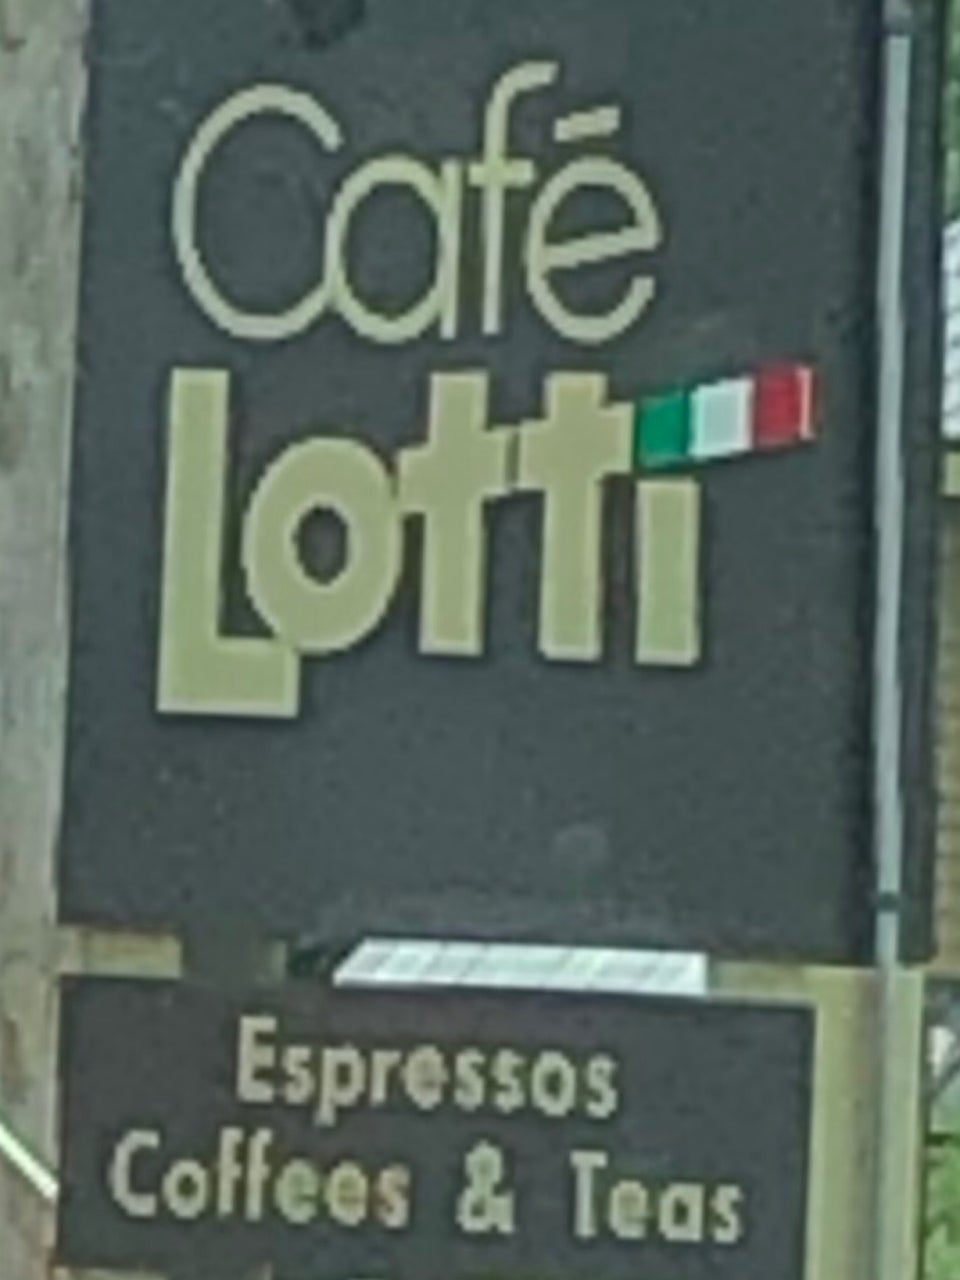 Café
Lotti
Espressos
Coffees & Teas